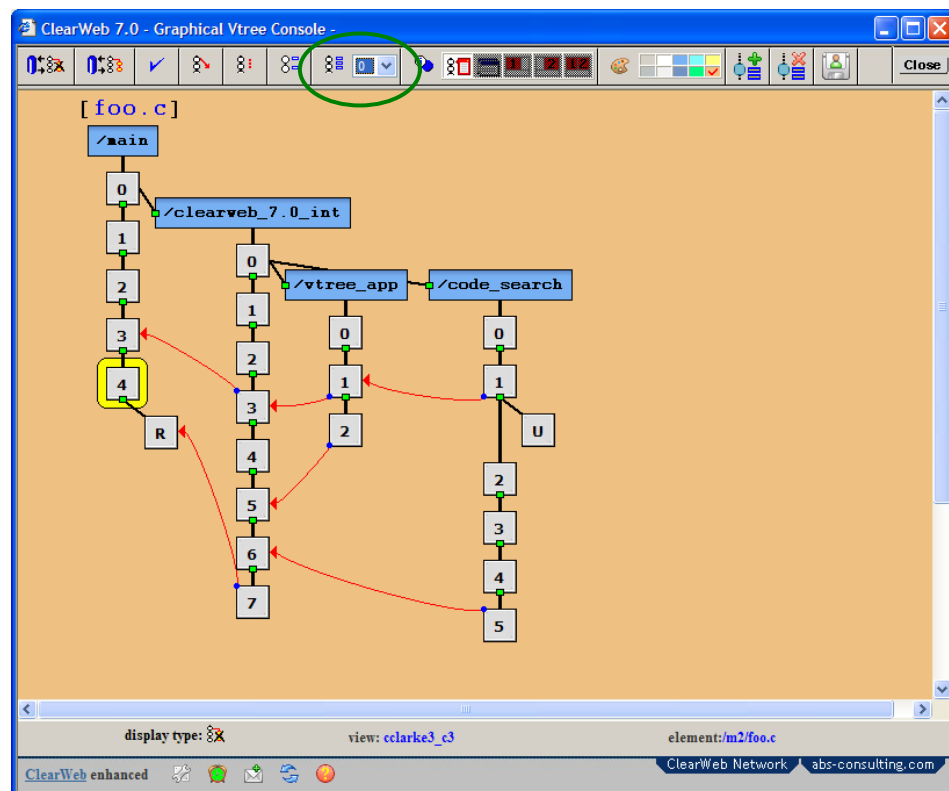 ClearWeb 7.0 - Graphical Vtree Console -
0 Close
[foo.c]
/main
0
/clearweb_7.0_int
1
0
2
/vtree_app /code_search
1
3 0 0
2
4 1 1
3
R 2 U
4
2
5
3
6
4
7
5
display type: view: cclarke3_c3 element:/m2/foo.c
ClearWeb enhanced ClearWeb Network abs-consulting.com